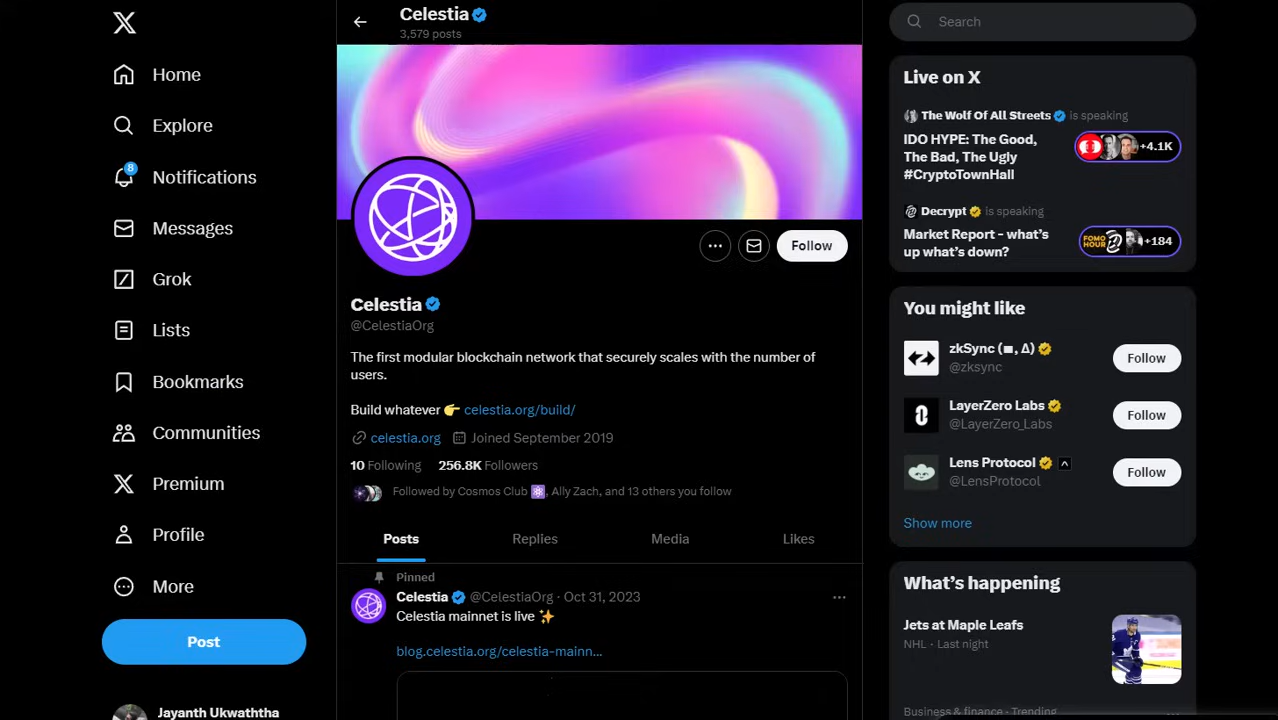 Home
Explore
8
Notifications
Messages
Grok
Lists
Bookmarks
Communities
Premium
Profile
More
Post
Jayanth Ukwaththa
Celestia
3,579 posts
Follow
Celestia
@CelestiaOrg
The first modular blockchain network that securely scales with the number of
users.
Build whatever 👉 celestia.org/build/
celestia.org Joined September 2019
10 Following 256.8K Followers
Followed by Cosmos Club ⚛, Ally Zach, and 13 others you follow
Posts Replies Media Likes
Pinned
Celestia @CelestiaOrg · Oct 31, 2023
Celestia mainnet is live ✨
blog.celestia.org/celestia-mainn...
Search
Live on X
The Wolf Of All Streets is speaking
IDO HYPE: The Good,
The Bad, The Ugly
#CryptoTownHall
+4.1K
Decrypt is speaking
Market Report – what's
up what's down?
FOMO
HOUR
+184
You might like
zkSync (∎, ∆)
@zksync
Follow
LayerZero Labs
@LayerZero_Labs
Follow
Lens Protocol
@LensProtocol
Follow
Show more
What's happening
Jets at Maple Leafs
NHL · Last night
Business & finance · Trending